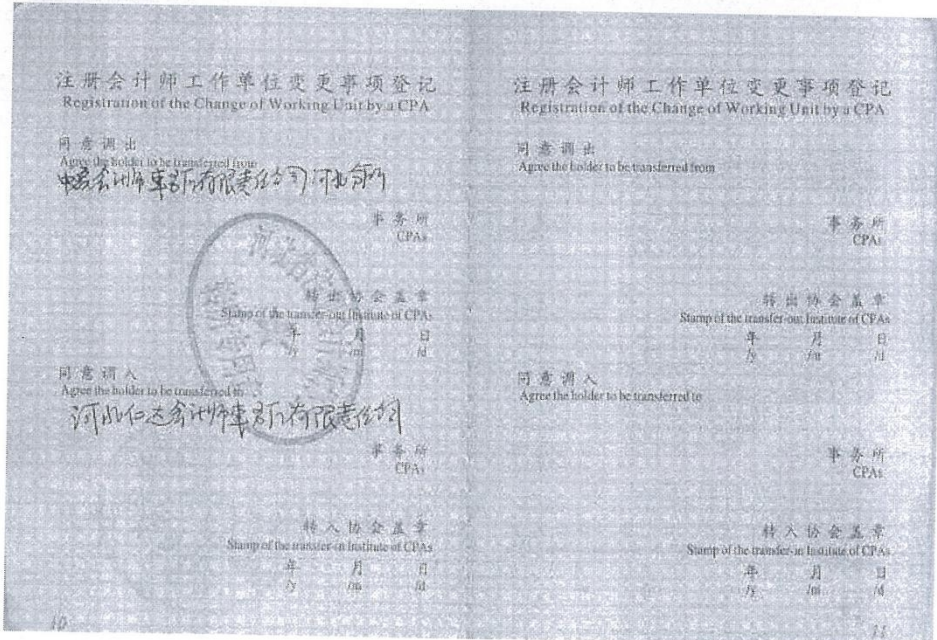 注册会计师工作单位变更事项登记
Registration of the Change of Working Unit by a CPA
同意调出
Agree the holder to be transferred from
会计师事务所有限责任公司河北分所
事务所
CPAs
转出协会盖章
Stamp of the transfer-out Institute of CPAs
年 月 日
/y /m /d
同意调入
Agree the holder to be transferred to
河北仁达会计师事务所有限责任公司
事务所
CPAs
转入协会盖章
Stamp of the transfer-in Institute of CPAs
年 月 日
/y /m /d
10
注册会计师工作单位变更事项登记
Registration of the Change of Working Unit by a CPA
同意调出
Agree the holder to be transferred from
事务所
CPAs
转出协会盖章
Stamp of the transfer-out Institute of CPAs
年 月 日
/y /m /d
同意调入
Agree the holder to be transferred to
事务所
CPAs
转入协会盖章
Stamp of the transfer-in Institute of CPAs
年 月 日
/y /m /d
11